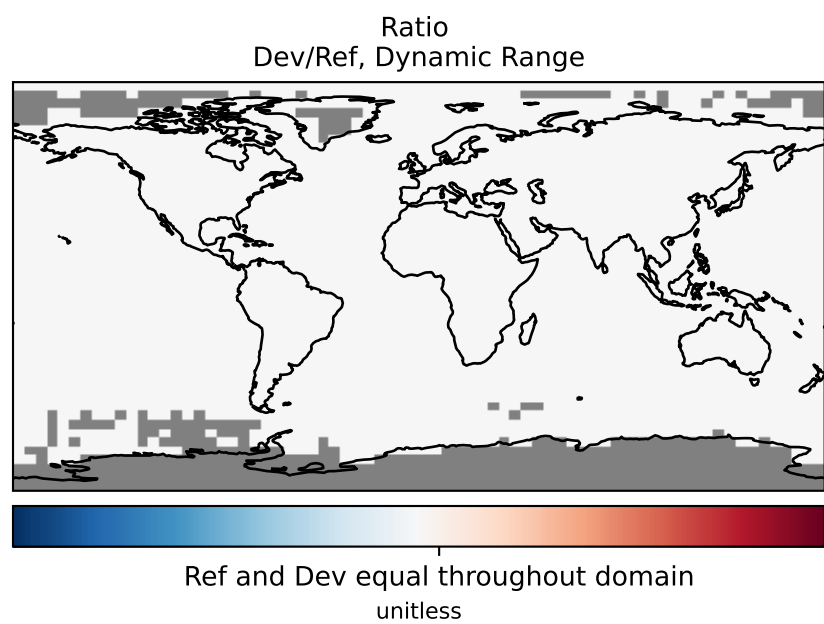 Ratio
Dev/Ref, Dynamic Range
Ref and Dev equal throughout domain
unitless